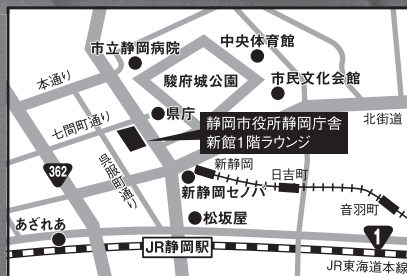 中央体育館
市立静岡病院
本通り
駿府城公園
市民文化会館
県庁
七間町通り
静岡市役所静岡庁舎
新館1階ラウンジ
北街道
呉服町通り
362
新静岡
日吉町
新静岡セノバ
音羽町
あざれあ
松坂屋
1
JR静岡駅
JR東海道本線